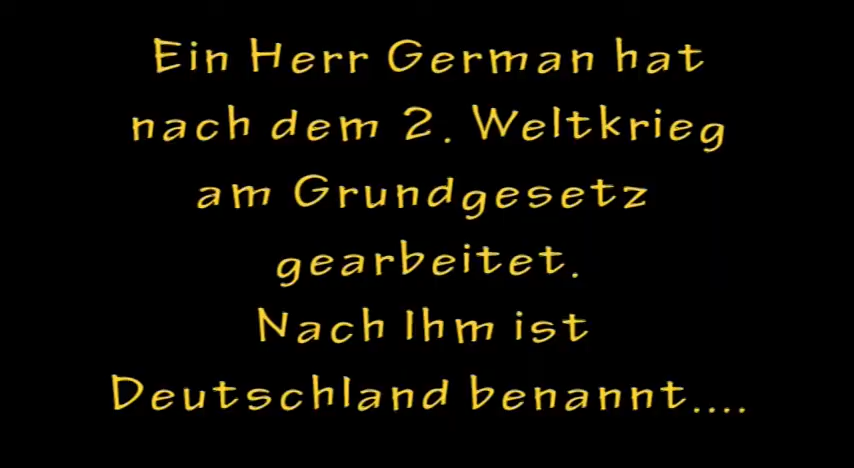 Ein Herr German hat
nach dem 2. Weltkrieg
am Grundgesetz
gearbeitet.
Nach Ihm ist
Deutschland benannt....